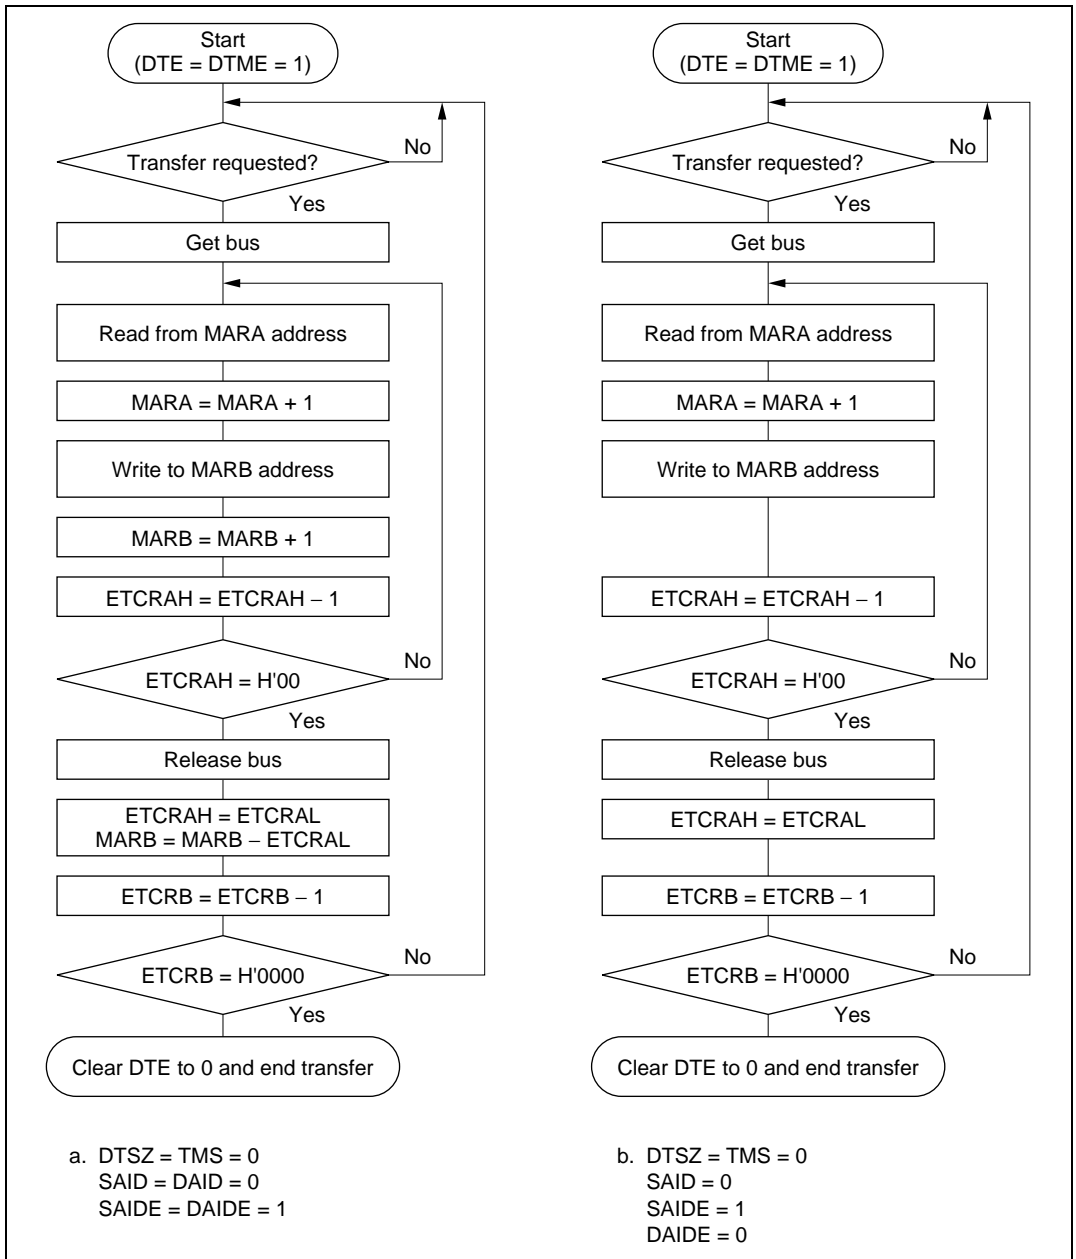 Start
(DTE = DTME = 1)
Transfer requested?
No
Yes
Get bus
Read from MARA address
MARA = MARA + 1
Write to MARB address
MARB = MARB + 1
ETCRAH = ETCRAH – 1
ETCRAH = H'00
No
Yes
Release bus
ETCRAH = ETCRAL
MARB = MARB – ETCRAL
ETCRB = ETCRB – 1
ETCRB = H'0000
No
Yes
Clear DTE to 0 and end transfer
a. DTSZ = TMS = 0
SAID = DAID = 0
SAIDE = DAIDE = 1
Start
(DTE = DTME = 1)
Transfer requested?
No
Yes
Get bus
Read from MARA address
MARA = MARA + 1
Write to MARB address
ETCRAH = ETCRAH – 1
ETCRAH = H'00
No
Yes
Release bus
ETCRAH = ETCRAL
ETCRB = ETCRB – 1
ETCRB = H'0000
No
Yes
Clear DTE to 0 and end transfer
b. DTSZ = TMS = 0
SAID = 0
SAIDE = 1
DAIDE = 0